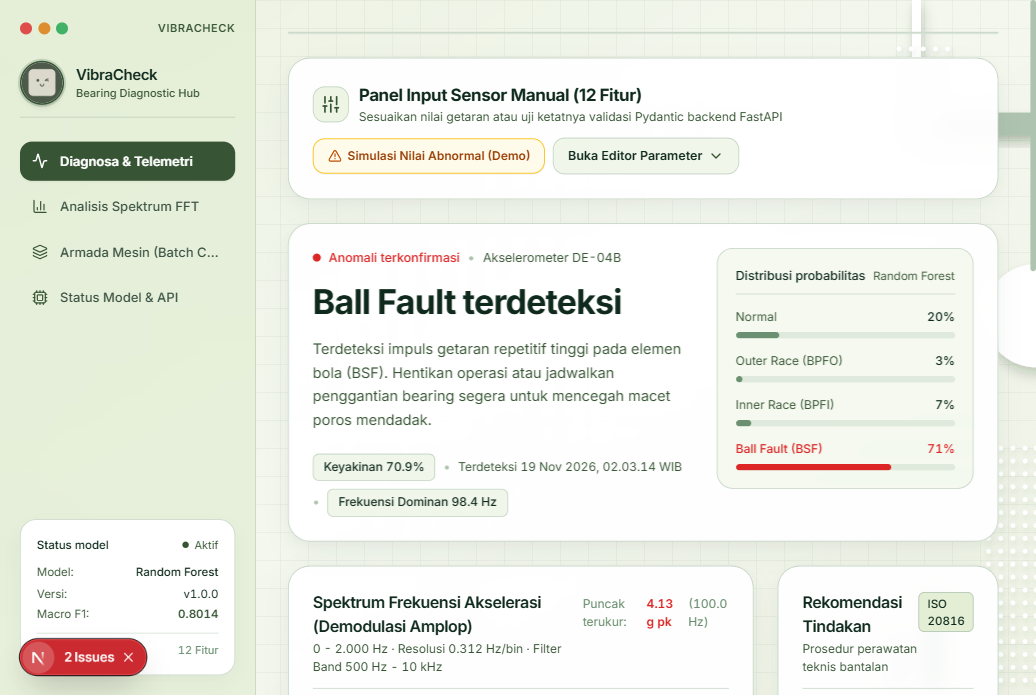 VIBRACHECK
VibraCheck
Bearing Diagnostic Hub
Diagnosa & Telemetri
Analisis Spektrum FFT
Armada Mesin (Batch C...
Status Model & API
Status model
Aktif
Model:
Random Forest
Versi:
v1.0.0
Macro F1:
0.8014
12 Fitur
N
2 Issues
Panel Input Sensor Manual (12 Fitur)
Sesuaikan nilai getaran atau uji ketatnya validasi Pydantic backend FastAPI
Simulasi Nilai Abnormal (Demo)
Buka Editor Parameter
Anomali terkonfirmasi • Akselerometer DE-04B
Ball Fault terdeteksi
Terdeteksi impuls getaran repetitif tinggi pada elemen
bola (BSF). Hentikan operasi atau jadwalkan
penggantian bearing segera untuk mencegah macet
poros mendadak.
Keyakinan 70.9% • Terdeteksi 19 Nov 2026, 02.03.14 WIB
• Frekuensi Dominan 98.4 Hz
Distribusi probabilitas
Random Forest
Normal
20%
Outer Race (BPFO)
3%
Inner Race (BPFI)
7%
Ball Fault (BSF)
71%
Spektrum Frekuensi Akselerasi
(Demodulasi Amplop)
0 - 2.000 Hz · Resolusi 0.312 Hz/bin · Filter
Band 500 Hz - 10 kHz
Puncak
terukur:
4.13
g pk
(100.0
Hz)
Rekomendasi
Tindakan
ISO
20816
Prosedur perawatan
teknis bantalan